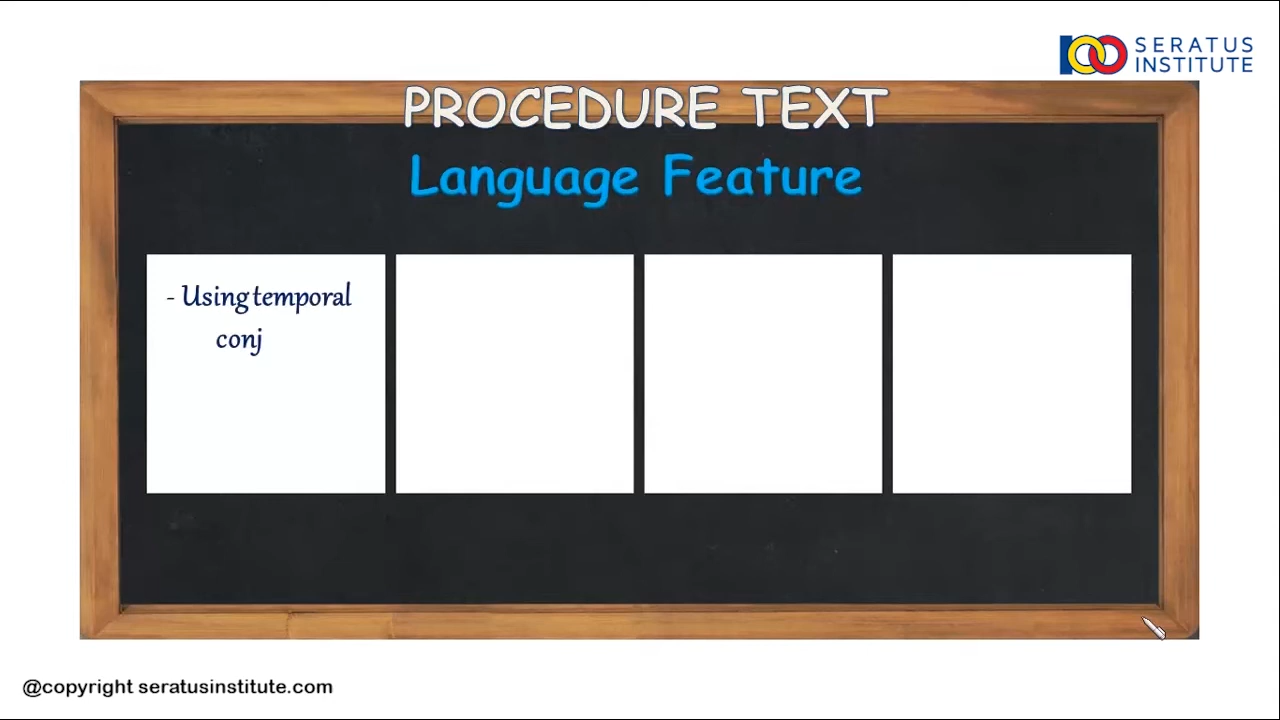 SERATUS
INSTITUTE
PROCEDURE TEXT
Language Feature
- Using temporal
conj
@copyright seratusinstitute.com